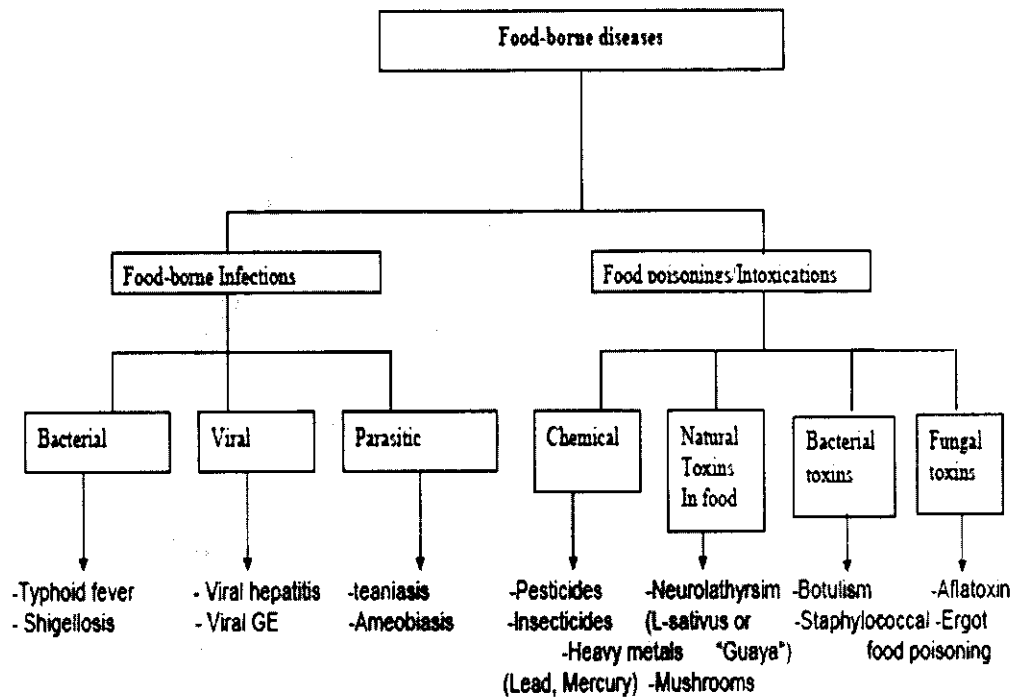 Food-borne diseases
Food-borne Infections
Food poisonings/Intoxications
Bacterial
Viral
Parasitic
Chemical
Natural
Toxins
In food
Bacterial
toxins
Fungal
toxins
-Typhoid fever
- Shigellosis
- Viral hepatitis
- Viral GE
-teaniasis
-Ameobiasis
-Pesticides
-Insecticides
-Heavy metals
(Lead, Mercury)
-Neurolathyrsim
(L-sativus or
"Guaya")
-Mushrooms
-Botulism
-Staphylococcal
food poisoning
-Aflatoxin
-Ergot